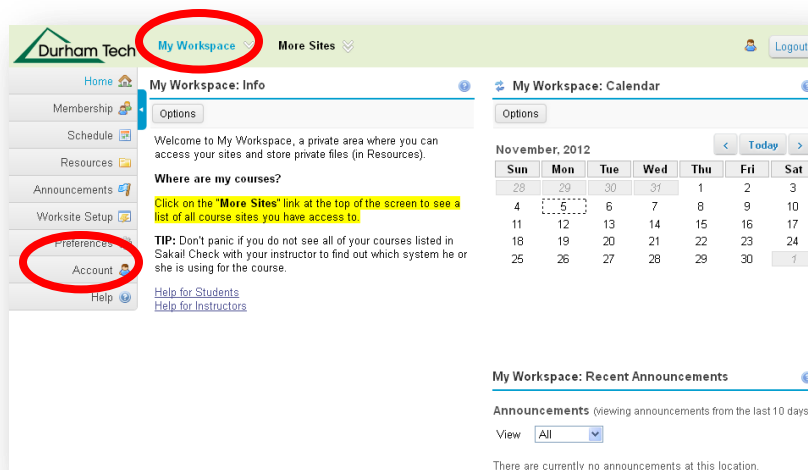 Durham Tech
My Workspace
More Sites
Logout
Home
Membership
Schedule
Resources
Announcements
Worksite Setup
Preferences
Account
Help
My Workspace: Info
Options
Welcome to My Workspace, a private area where you can
access your sites and store private files (in Resources).
Where are my courses?
Click on the "More Sites" link at the top of the screen to see a
list of all course sites you have access to.
TIP: Don't panic if you do not see all of your courses listed in
Sakai! Check with your instructor to find out which system he or
she is using for the course.
Help for Students
Help for Instructors
My Workspace: Calendar
Options
November, 2012
< Today >
Sun Mon Tue Wed Thu Fri Sat
28 29 30 31 1 2 3
4 5 6 7 8 9 10
11 12 13 14 15 16 17
18 19 20 21 22 23 24
25 26 27 28 29 30 1
My Workspace: Recent Announcements
Announcements (viewing announcements from the last 10 days
View All
There are currently no announcements at this location.